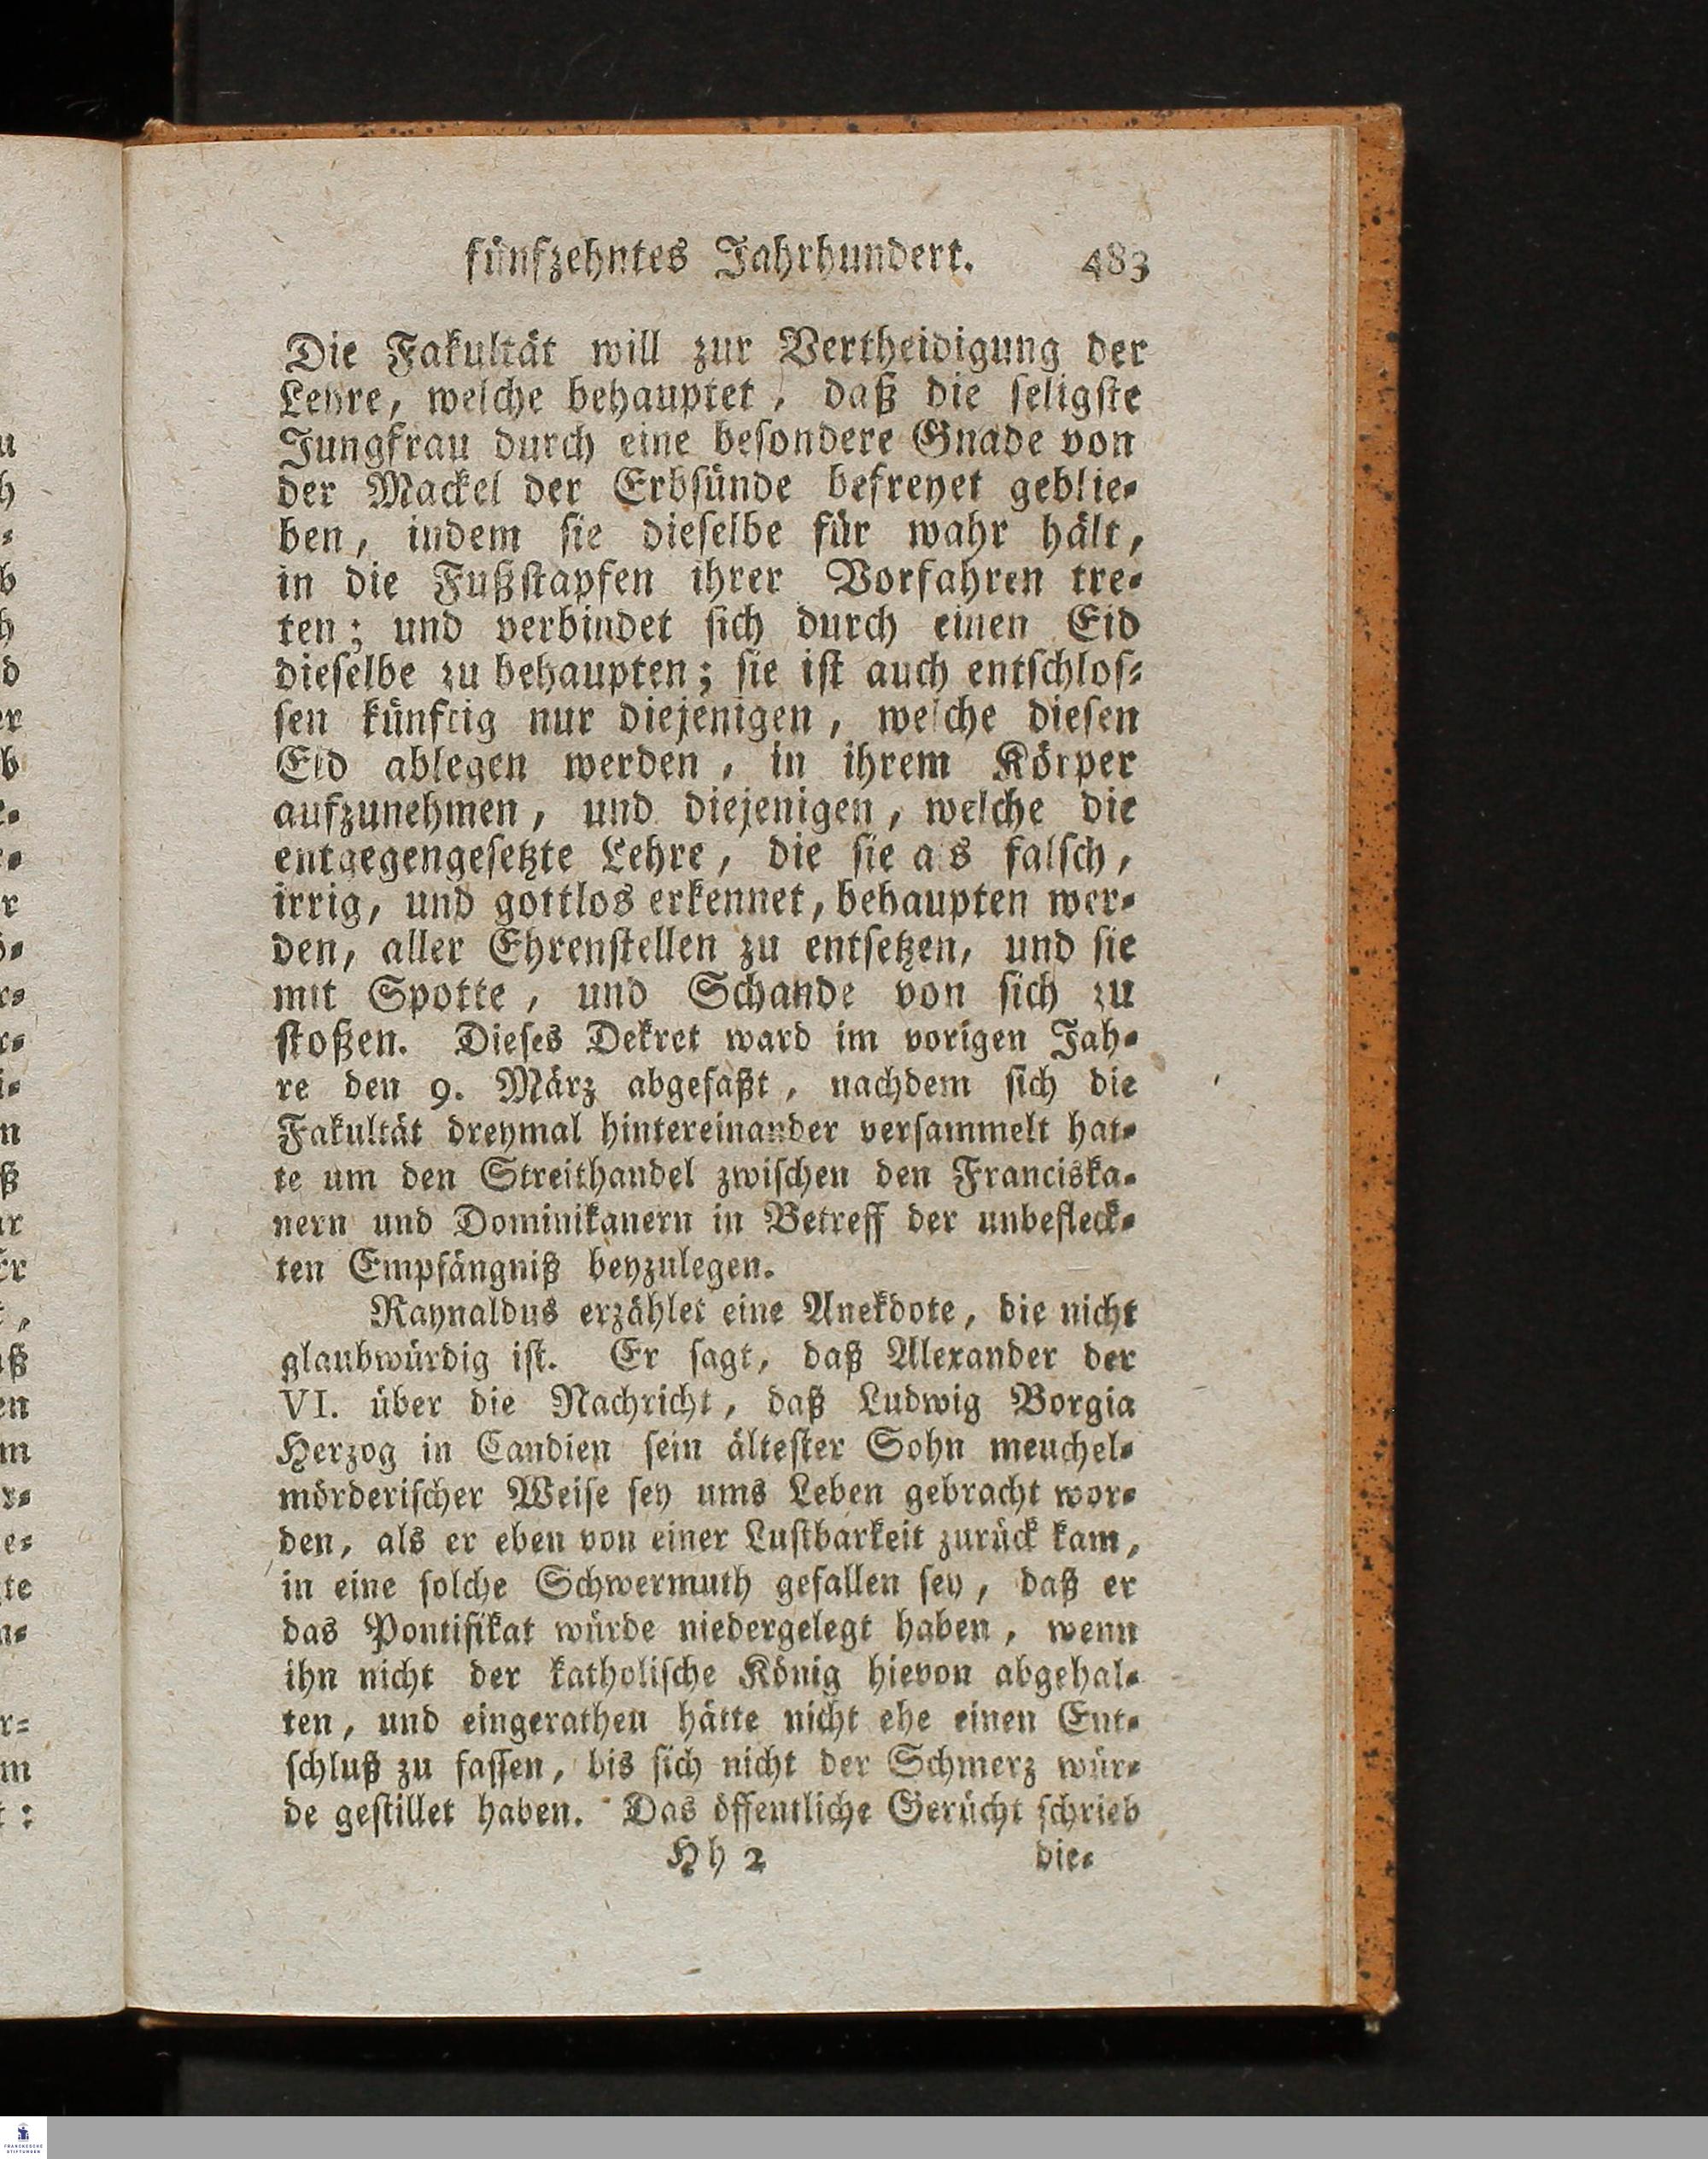 fünfzehntes Jahrhundert. 483
Die Fakultät will zur Vertheidigung der
Lehre, welche behauptet, daß die seligste
Jungfrau durch eine besondere Gnade von
der Mackel der Erbsünde befreyet geblie-
ben, indem sie dieselbe für wahr hält,
in die Fußstapfen ihrer Vorfahren tre-
ten; und verbindet sich durch einen Eid
dieselbe zu behaupten; sie ist auch entschlos-
sen künftig nur diejenigen, welche diesen
Eid ablegen werden, in ihrem Körper
aufzunehmen, und diejenigen, welche die
entgegengesetzte Lehre, die sie als falsch,
irrig, und gottlos erkennet, behaupten wer-
den, aller Ehrenstellen zu entsetzen, und sie
mit Spotte, und Schande von sich zu
stoßen. Dieses Dekret ward im vorigen Jah-
re den 9. März abgefaßt, nachdem sich die
Fakultät dreymal hintereinander versammelt hat-
te um den Streithandel zwischen den Franciska-
nern und Dominikanern in Betreff der unbefleck-
ten Empfängniß beyzulegen.
Raynaldus erzählet eine Anekdote, die nicht
glaubwürdig ist. Er sagt, daß Alexander der
VI. über die Nachricht, daß Ludwig Borgia
Herzog in Candien sein ältester Sohn meuchel-
mörderischer Weise sey ums Leben gebracht wor-
den, als er eben von einer Lustbarkeit zurück kam,
in eine solche Schwermuth gefallen sey, daß er
das Pontifikat würde niedergelegt haben, wenn
ihn nicht der katholische König hievon abgehal-
ten, und eingerathen hätte nicht ehe einen Ent-
schluß zu fassen, bis sich nicht der Schmerz wür-
de gestillet haben. Das öffentliche Gerücht schrieb
Hh 2 die-
FRANCKESCHE
STIFTUNGEN